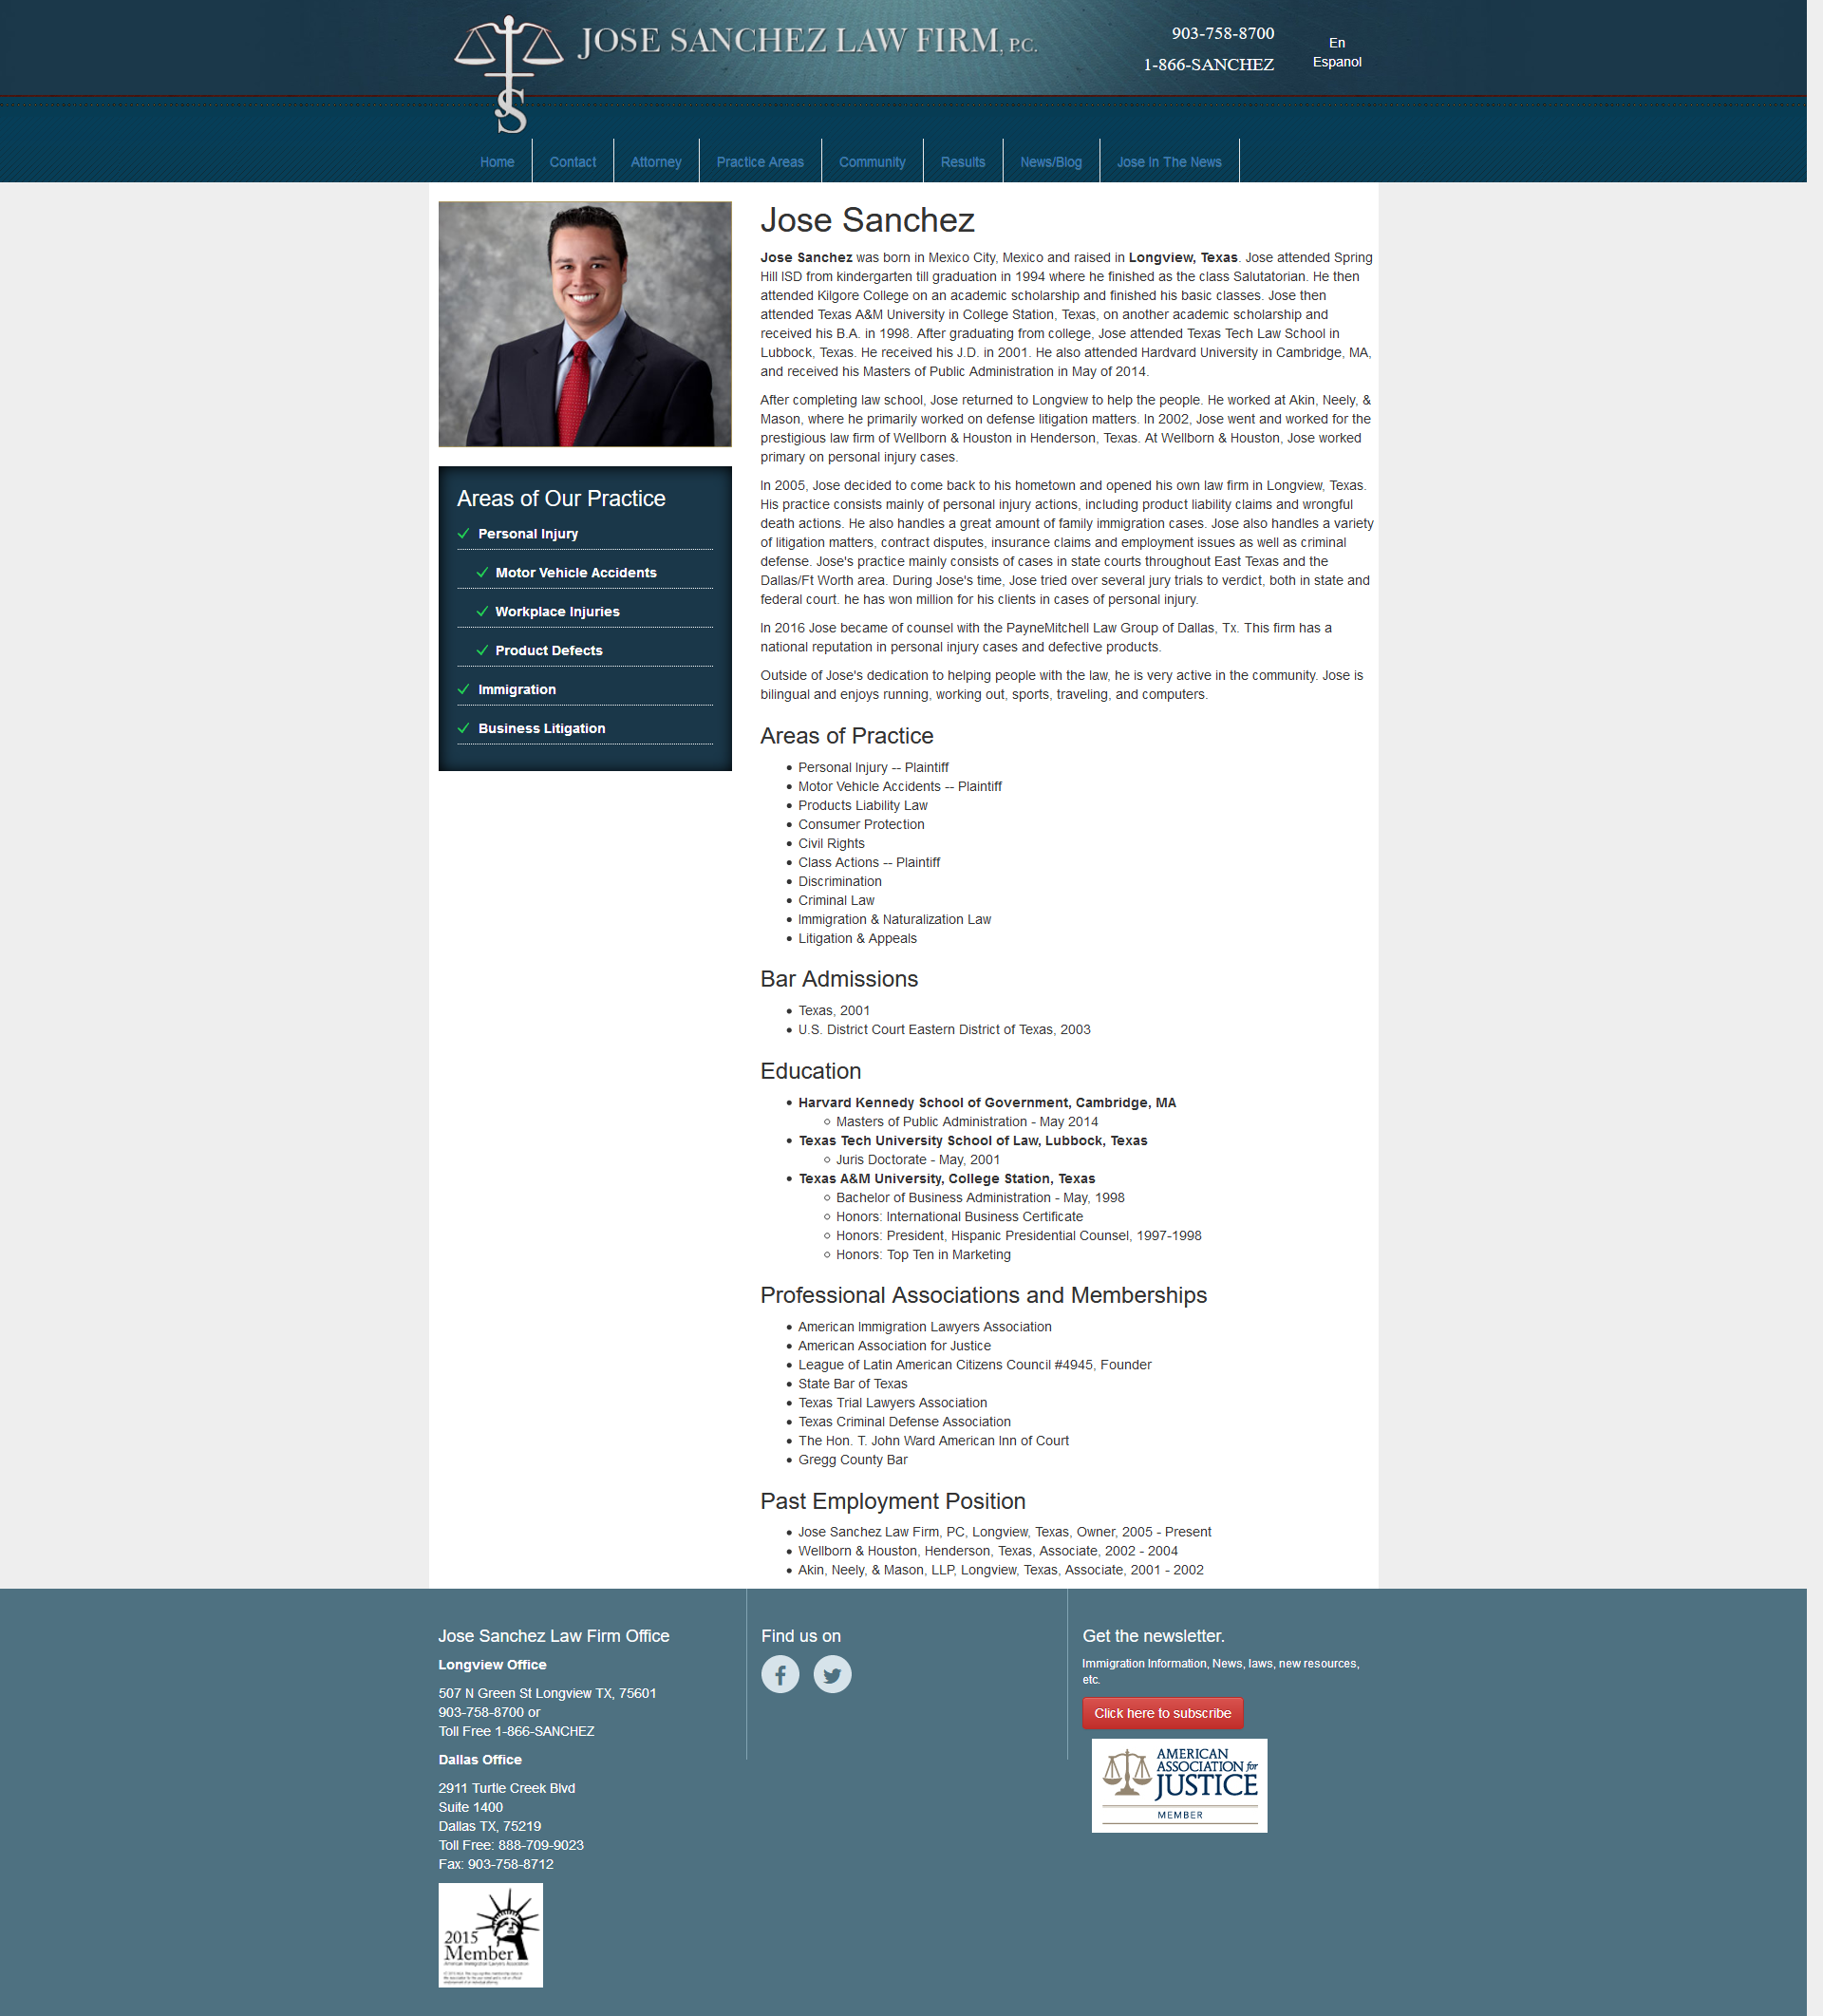 JOSE SANCHEZ LAW FIRM, P.C.
903-758-8700
1-866-SANCHEZ
En
Espanol
JS
Home
Contact
Attorney
Practice Areas
Community
Results
News/Blog
Jose In The News
Jose Sanchez
Jose Sanchez was born in Mexico City, Mexico and raised in Longview, Texas. Jose attended Spring
Hill ISD from kindergarten till graduation in 1994 where he finished as the class Salutatorian. He then
attended Kilgore College on an academic scholarship and finished his basic classes. Jose then
attended Texas A&M University in College Station, Texas, on another academic scholarship and
received his B.A. in 1998. After graduating from college, Jose attended Texas Tech Law School in
Lubbock, Texas. He received his J.D. in 2001. He also attended Hardvard University in Cambridge, MA,
and received his Masters of Public Administration in May of 2014.
After completing law school, Jose returned to Longview to help the people. He worked at Akin, Neely, &
Mason, where he primarily worked on defense litigation matters. In 2002, Jose went and worked for the
prestigious law firm of Wellborn & Houston in Henderson, Texas. At Wellborn & Houston, Jose worked
primary on personal injury cases.
In 2005, Jose decided to come back to his hometown and opened his own law firm in Longview, Texas.
His practice consists mainly of personal injury actions, including product liability claims and wrongful
death actions. He also handles a great amount of family immigration cases. Jose also handles a variety
of litigation matters, contract disputes, insurance claims and employment issues as well as criminal
defense. Jose's practice mainly consists of cases in state courts throughout East Texas and the
Dallas/Ft Worth area. During Jose's time, Jose tried over several jury trials to verdict, both in state and
federal court. he has won million for his clients in cases of personal injury.
In 2016 Jose became of counsel with the PayneMitchell Law Group of Dallas, Tx. This firm has a
national reputation in personal injury cases and defective products.
Outside of Jose's dedication to helping people with the law, he is very active in the community. Jose is
bilingual and enjoys running, working out, sports, traveling, and computers.
Areas of Our Practice
Personal Injury
Motor Vehicle Accidents
Workplace Injuries
Product Defects
Immigration
Business Litigation
Areas of Practice
Personal Injury -- Plaintiff
Motor Vehicle Accidents -- Plaintiff
Products Liability Law
Consumer Protection
Civil Rights
Class Actions -- Plaintiff
Discrimination
Criminal Law
Immigration & Naturalization Law
Litigation & Appeals
Bar Admissions
Texas, 2001
U.S. District Court Eastern District of Texas, 2003
Education
Harvard Kennedy School of Government, Cambridge, MA
Masters of Public Administration - May 2014
Texas Tech University School of Law, Lubbock, Texas
Juris Doctorate - May, 2001
Texas A&M University, College Station, Texas
Bachelor of Business Administration - May, 1998
Honors: International Business Certificate
Honors: President, Hispanic Presidential Counsel, 1997-1998
Honors: Top Ten in Marketing
Professional Associations and Memberships
American Immigration Lawyers Association
American Association for Justice
League of Latin American Citizens Council #4945, Founder
State Bar of Texas
Texas Trial Lawyers Association
Texas Criminal Defense Association
The Hon. T. John Ward American Inn of Court
Gregg County Bar
Past Employment Position
Jose Sanchez Law Firm, PC, Longview, Texas, Owner, 2005 - Present
Wellborn & Houston, Henderson, Texas, Associate, 2002 - 2004
Akin, Neely, & Mason, LLP, Longview, Texas, Associate, 2001 - 2002
Jose Sanchez Law Firm Office
Longview Office
507 N Green St Longview TX, 75601
903-758-8700 or
Toll Free 1-866-SANCHEZ
Dallas Office
2911 Turtle Creek Blvd
Suite 1400
Dallas TX, 75219
Toll Free: 888-709-9023
Fax: 903-758-8712
2015
Member
American Immigration Lawyers Association
Find us on
Get the newsletter.
Immigration Information, News, laws, new resources,
etc.
Click here to subscribe
AMERICAN
ASSOCIATION for
JUSTICE
MEMBER